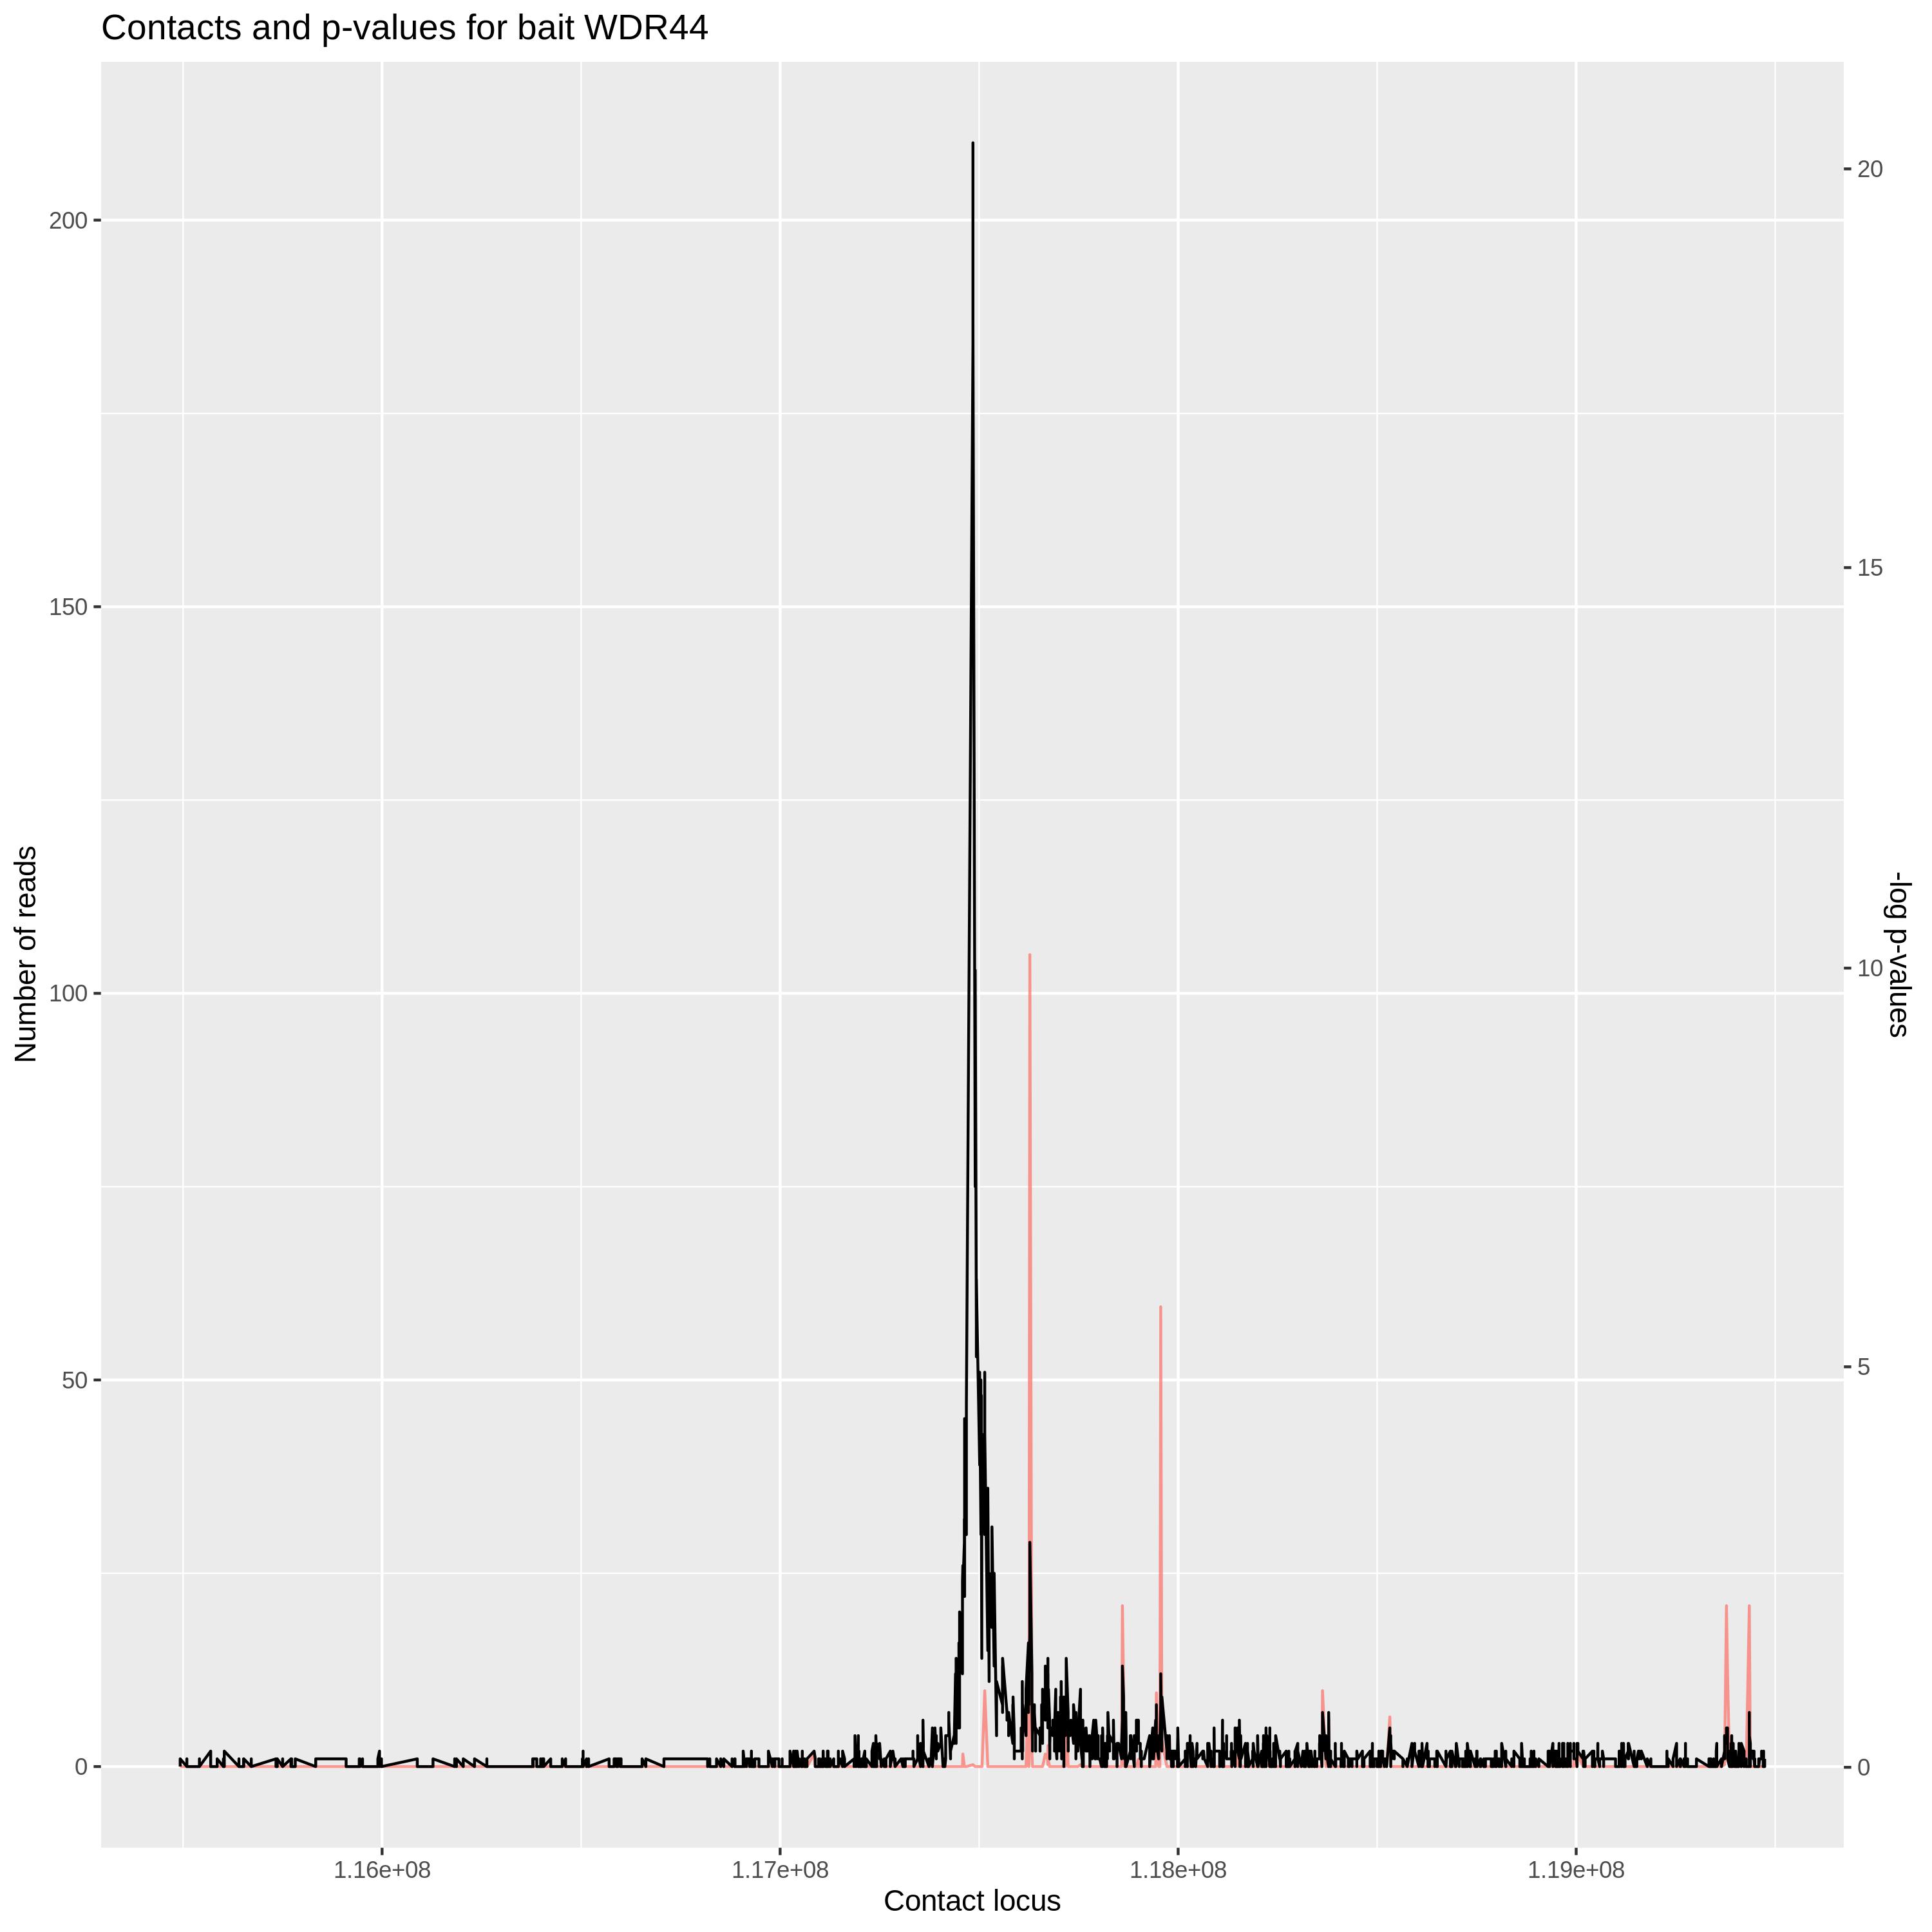 Contacts and p-values for bait WDR44
Number of reads
200
150
100
50
0
20
15
10
5
0
-log p-values
1.16e+08
1.17e+08
1.18e+08
1.19e+08
Contact locus